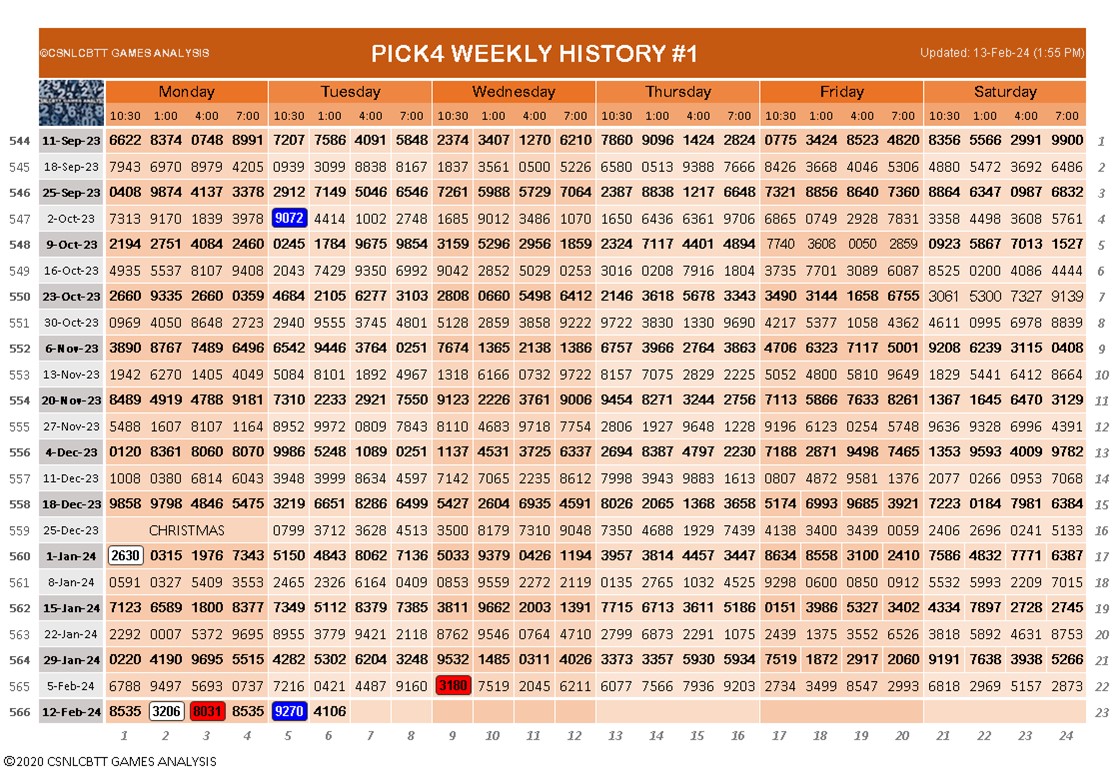 ©CSNLCBTT GAMES ANALYSIS PICK4 WEEKLY HISTORY #1 Updated: 13-Feb-24 (1:55 PM)
Monday Tuesday Wednesday Thursday Friday Saturday
10:30 1:00 4:00 7:00 10:30 1:00 4:00 7:00 10:30 1:00 4:00 7:00 10:30 1:00 4:00 7:00 10:30 1:00 4:00 7:00 10:30 1:00 4:00 7:00
544 11-Sep-23 6622 8374 0748 8991 7207 7586 4091 5848 2374 3407 1270 6210 7860 9096 1424 2824 0775 3424 8523 4820 8356 5566 2991 9900 1
545 18-Sep-23 7943 6970 8979 4205 0939 3099 8838 8167 1837 3561 0500 5226 6580 0513 9388 7666 8426 3668 4046 5306 4880 5472 3692 6486 2
546 25-Sep-23 0408 9874 4137 3378 2912 7149 5046 6546 7261 5988 5729 7064 2387 8838 1217 6648 7321 8856 8640 7360 8864 6347 0987 6832 3
547 2-Oct-23 7313 9170 1839 3978 9072 4414 1002 2748 1685 9012 3486 1070 1650 6436 6361 9706 6865 0749 2928 7831 3358 4498 3608 5761 4
548 9-Oct-23 2194 2751 4084 2460 0245 1784 9675 9854 3159 5296 2956 1859 2324 7117 4401 4894 7740 3608 0050 2859 0923 5867 7013 1527 5
549 16-Oct-23 4935 5537 8107 9408 2043 7429 9350 6992 9042 2852 5029 0253 3016 0208 7916 1804 3735 7701 3089 6087 8525 0200 4086 4444 6
550 23-Oct-23 2660 9335 2660 0359 4684 2105 6277 3103 2808 0660 5498 6412 2146 3618 5678 3343 3490 3144 1658 6755 3061 5300 7327 9139 7
551 30-Oct-23 0969 4050 8648 2723 2940 9555 3745 4801 5128 2859 3858 9222 9722 3830 1330 9690 4217 5377 1058 4362 4611 0995 6978 8839 8
552 6-Nov-23 3890 8767 7489 6496 6542 9446 3764 0251 7674 1365 2138 1386 6757 3966 2764 3863 4706 6323 7117 5001 9208 6239 3115 0408 9
553 13-Nov-23 1942 6270 1405 4049 5084 8101 1892 4967 1318 6166 0732 9722 8157 7075 2829 2225 5052 4800 5810 9649 1829 5441 6412 8664 10
554 20-Nov-23 8489 4919 4788 9181 7310 2233 2921 7550 9123 2226 3761 9006 9454 8271 3244 2756 7113 5866 7633 8261 1367 1645 6470 3129 11
555 27-Nov-23 5488 1607 8107 1164 8952 9972 0809 7843 8110 4683 9718 7754 2806 1927 9648 1228 9196 6123 0254 5748 9636 9328 6996 4391 12
556 4-Dec-23 0120 8361 8060 8070 9986 5248 1089 0251 1137 4531 3725 6337 2694 8387 4797 2230 7188 2871 9498 7465 1353 9593 4009 9782 13
557 11-Dec-23 1008 0380 6814 6043 3948 3999 8634 4597 7142 7065 2235 8612 7998 3943 9883 1613 0807 4872 9581 1376 2077 0266 0953 7068 14
558 18-Dec-23 9858 9798 4846 5475 3219 6651 8286 6499 5427 2604 6935 4591 8026 2065 1368 3658 5174 6993 9685 3921 7223 0184 7981 6384 15
559 25-Dec-23 CHRISTMAS 0799 3712 3628 4513 3500 8179 7310 9048 7350 4688 1929 7439 4138 3400 3439 0059 2406 2696 0241 5133 16
560 1-Jan-24 2630 0315 1976 7343 5150 4843 8062 7136 5033 9379 0426 1194 3957 3814 4457 3447 8634 8558 3100 2410 7586 4832 7771 6387 17
561 8-Jan-24 0591 0327 5409 3553 2465 2326 6164 0409 0853 9559 2272 2119 0135 2765 1032 4525 9298 0600 0850 0912 5532 5993 2209 7015 18
562 15-Jan-24 7123 6589 1800 8377 7349 5112 8379 7385 3811 9662 2003 1391 7715 6713 3611 5186 0151 3986 5327 3402 4334 7897 2728 2745 19
563 22-Jan-24 2292 0007 5372 9695 8955 3779 9421 2118 8762 9546 0764 4710 2799 6873 2291 1075 2439 1375 3552 6526 3818 5892 4631 8753 20
564 29-Jan-24 0220 4190 9695 5515 4282 5302 6204 3248 9532 1485 0311 4026 3373 3357 5930 5934 7519 1872 2917 2060 9191 7638 3938 5266 21
565 5-Feb-24 6788 9497 5693 0737 7216 0421 4487 9160 3180 7519 2045 6211 6077 7566 7936 9203 2734 3499 8547 2993 6818 2969 5157 2873 22
566 12-Feb-24 8535 3206 8031 8535 9270 4106 23
1 2 3 4 5 6 7 8 9 10 11 12 13 14 15 16 17 18 19 20 21 22 23 24
©2020 CSNLCBTT GAMES ANALYSIS